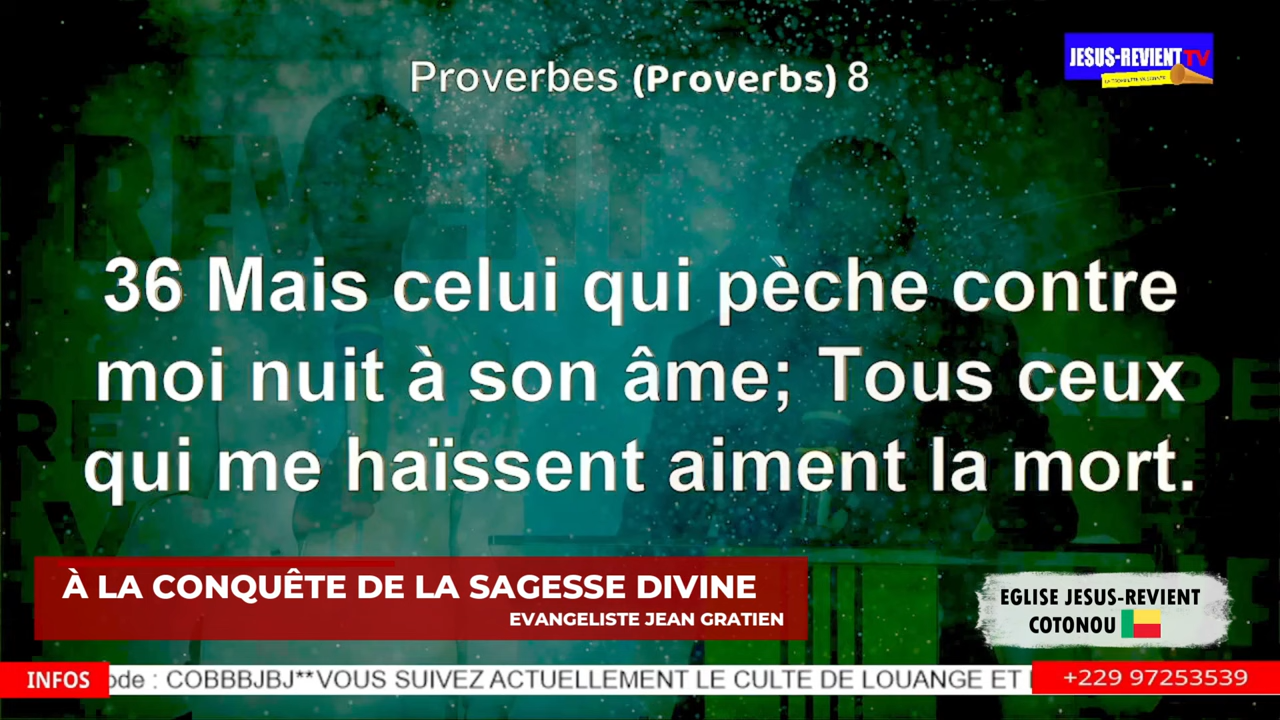 Proverbes (Proverbs) 8
JESUS-REVIENT TV
36 Mais celui qui pèche contre
moi nuit à son âme; Tous ceux
qui me haïssent aiment la mort.
À LA CONQUÊTE DE LA SAGESSE DIVINE
EVANGELISTE JEAN GRATIEN
EGLISE JESUS-REVIENT
COTONOU
INFOS
ode : COBBBJBJ**VOUS SUIVEZ ACTUELLEMENT LE CULTE DE LOUANGE ET
+229 97253539